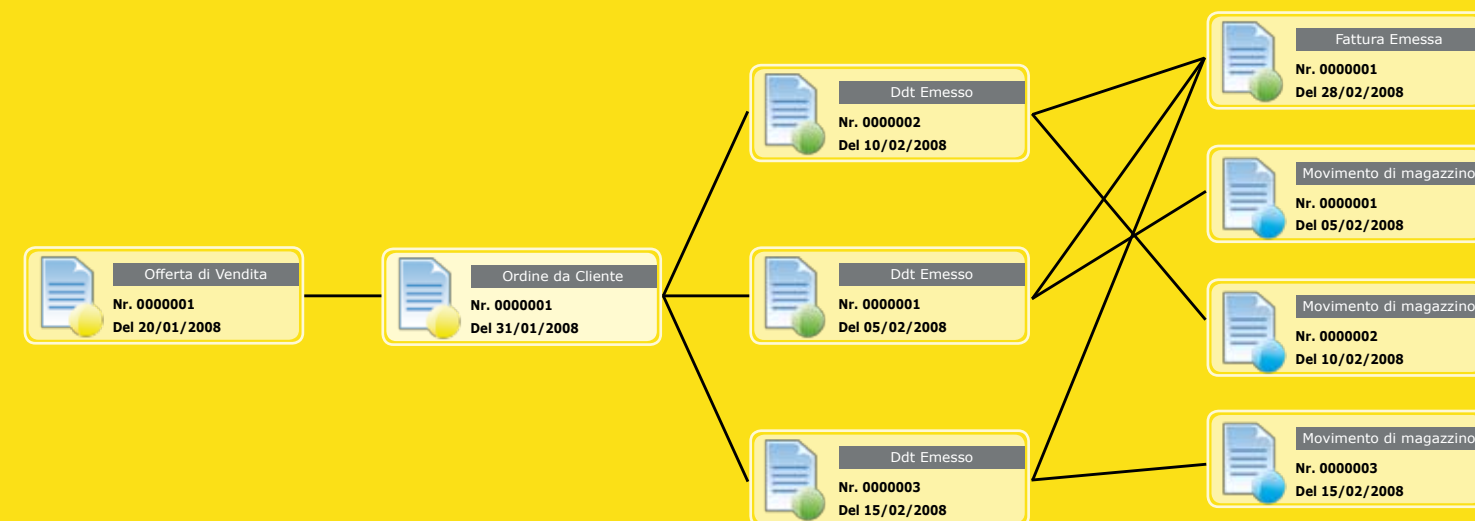 Offerta di Vendita
Nr. 0000001
Del 20/01/2008
Ordine da Cliente
Nr. 0000001
Del 31/01/2008
Ddt Emesso
Nr. 0000002
Del 10/02/2008
Ddt Emesso
Nr. 0000001
Del 05/02/2008
Ddt Emesso
Nr. 0000003
Del 15/02/2008
Fattura Emessa
Nr. 0000001
Del 28/02/2008
Movimento di magazzino
Nr. 0000001
Del 05/02/2008
Movimento di magazzino
Nr. 0000002
Del 10/02/2008
Movimento di magazzino
Nr. 0000003
Del 15/02/2008